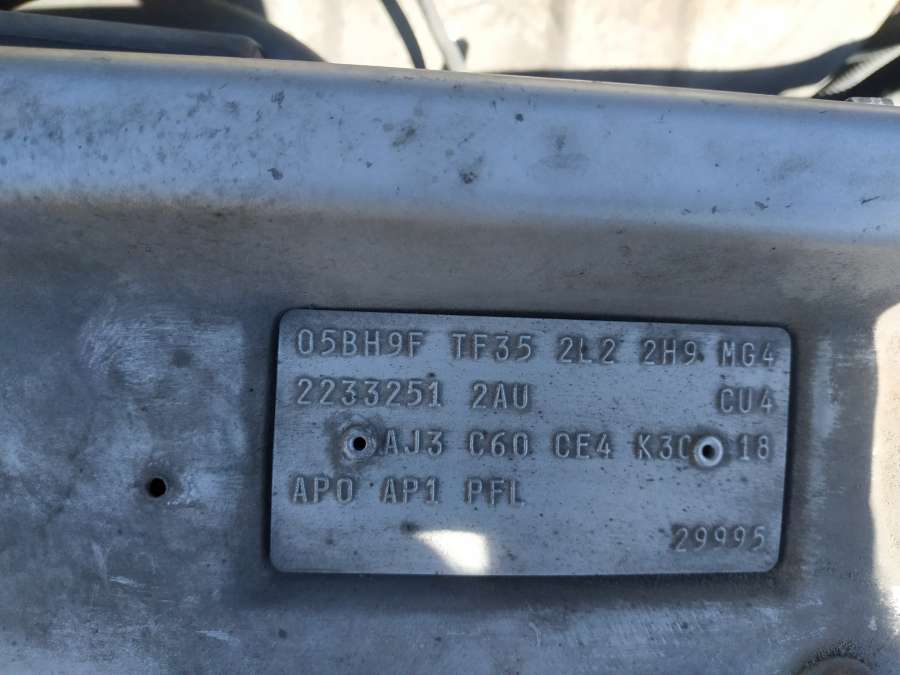 05BH9F TF35 2L2 2H9 MG4
2233251 2AU CU4
AJ3 C60 CE4 K3C 18
AP0 AP1 PFL
29995